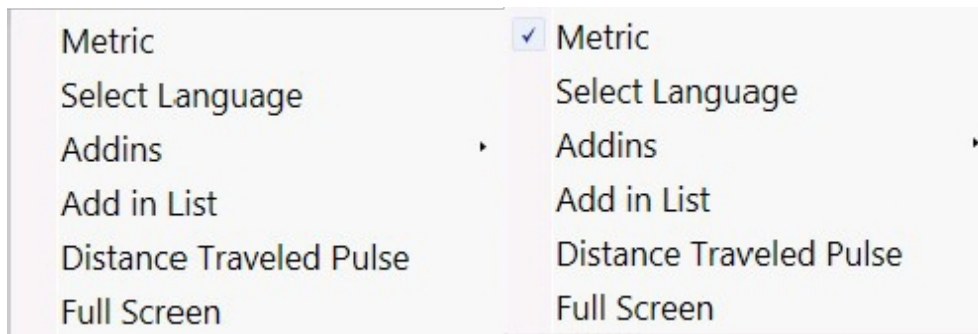 Metric
Select Language
Addins
Add in List
Distance Traveled Pulse
Full Screen
Metric
Select Language
Addins
Add in List
Distance Traveled Pulse
Full Screen